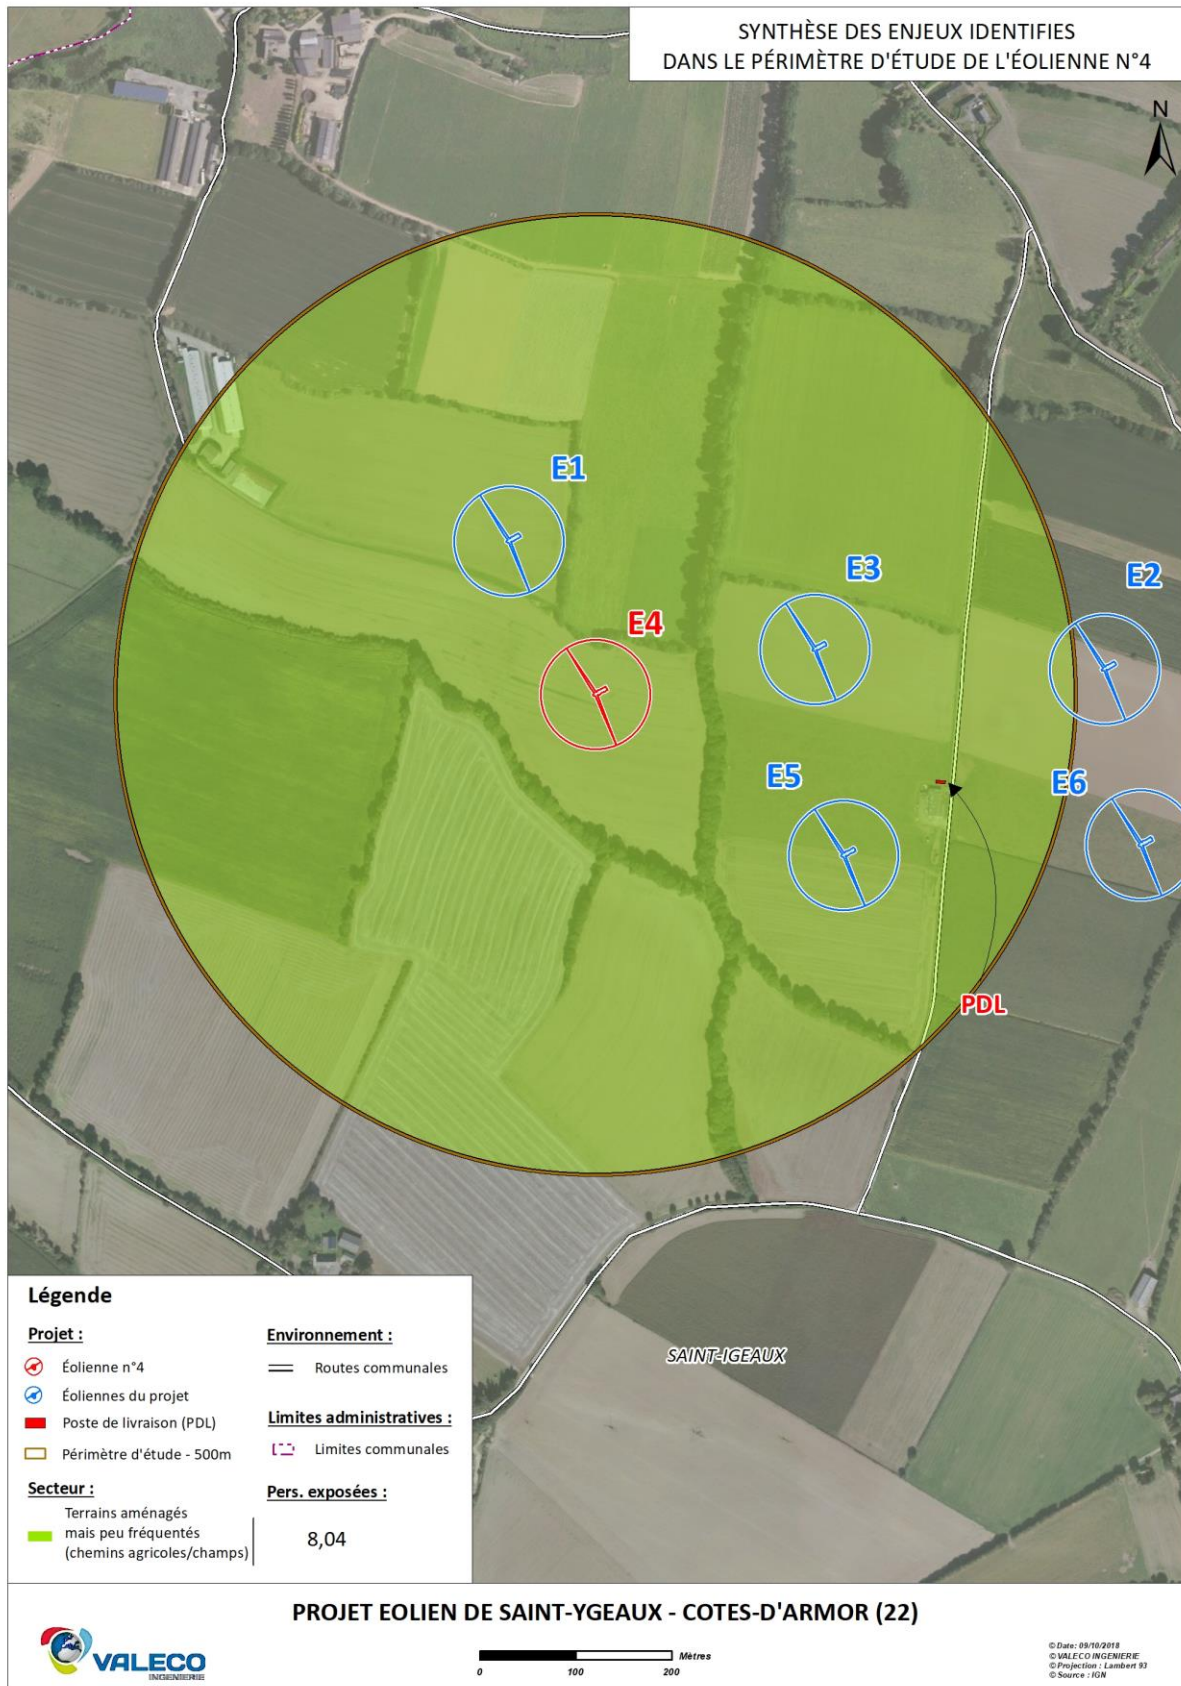 SYNTHÈSE DES ENJEUX IDENTIFIES
DANS LE PÉRIMÈTRE D'ÉTUDE DE L'ÉOLIENNE N°4
N
E1
E3
E2
E4
E5
E6
PDL
SAINT-IGEAUX
Légende
Projet :
Éolienne n°4
Éoliennes du projet
Poste de livraison (PDL)
Périmètre d'étude - 500m
Secteur :
Terrains aménagés
mais peu fréquentés
(chemins agricoles/champs)
Environnement :
Routes communales
Limites administratives :
Limites communales
Pers. exposées :
8,04
PROJET EOLIEN DE SAINT-YGEAUX - COTES-D'ARMOR (22)
VALECO
INGENIERIE
Mètres
0 100 200
© Date: 09/10/2018
© VALECO INGENIERIE
© Projection : Lambert 93
© Source : IGN